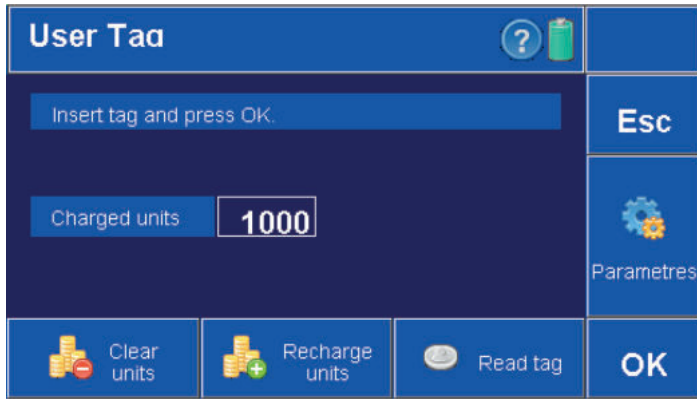 User Tag
?
Insert tag and press OK.
Esc
Charged units
1000
Parametres
Clear
units
Recharge
units
Read tag
OK